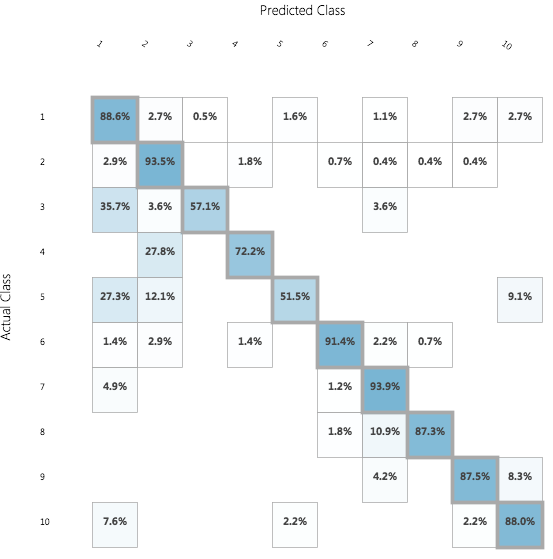 Predicted Class
1 2 3 4 5 6 7 8 9 10
1 88.6% 2.7% 0.5% 1.6% 1.1% 2.7% 2.7%
2 2.9% 93.5% 1.8% 0.7% 0.4% 0.4% 0.4%
3 35.7% 3.6% 57.1% 3.6%
4 27.8% 72.2%
Actual Class
5 27.3% 12.1% 51.5% 9.1%
6 1.4% 2.9% 1.4% 91.4% 2.2% 0.7%
7 4.9% 1.2% 93.9%
8 1.8% 10.9% 87.3%
9 4.2% 87.5% 8.3%
10 7.6% 2.2% 2.2% 88.0%